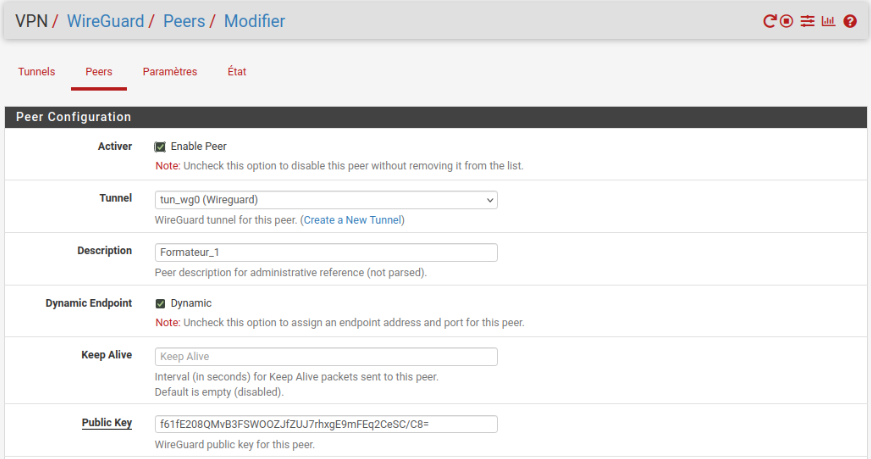 VPN / WireGuard / Peers / Modifier
Tunnels Peers Paramètres État
Peer Configuration
Activer Enable Peer
Note: Uncheck this option to disable this peer without removing it from the list.
Tunnel tun_wg0 (Wireguard)
WireGuard tunnel for this peer. (Create a New Tunnel)
Description Formateur_1
Peer description for administrative reference (not parsed).
Dynamic Endpoint Dynamic
Note: Uncheck this option to assign an endpoint address and port for this peer.
Keep Alive Keep Alive
Interval (in seconds) for Keep Alive packets sent to this peer.
Default is empty (disabled).
Public Key f61fE208QMvB3FSWOOZJfZUJ7rhxgE9mFEq2CeSC/C8=
WireGuard public key for this peer.